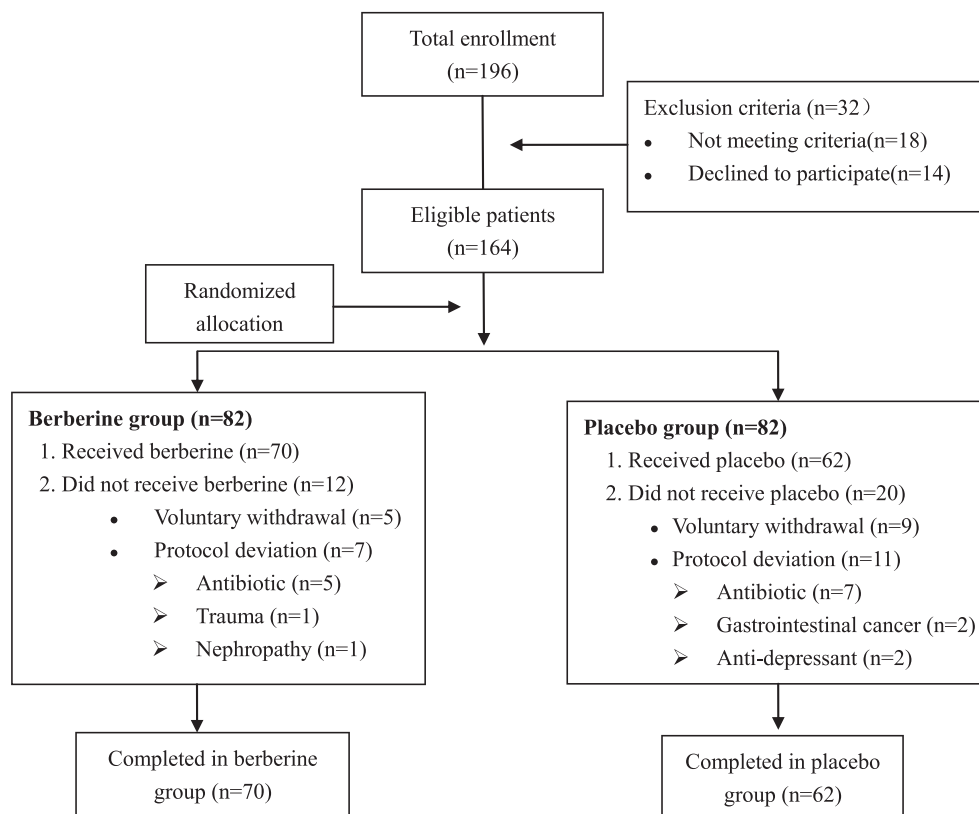 Total enrollment
(n=196)
Exclusion criteria (n=32）
• Not meeting criteria(n=18)
• Declined to participate(n=14)
Eligible patients
(n=164)
Randomized
allocation
Berberine group (n=82)
1. Received berberine (n=70)
2. Did not receive berberine (n=12)
• Voluntary withdrawal (n=5)
• Protocol deviation (n=7)
➢ Antibiotic (n=5)
➢ Trauma (n=1)
➢ Nephropathy (n=1)
Placebo group (n=82)
1. Received placebo (n=62)
2. Did not receive placebo (n=20)
• Voluntary withdrawal (n=9)
• Protocol deviation (n=11)
➢ Antibiotic (n=7)
➢ Gastrointestinal cancer (n=2)
➢ Anti-depressant (n=2)
Completed in berberine
group (n=70)
Completed in placebo
group (n=62)